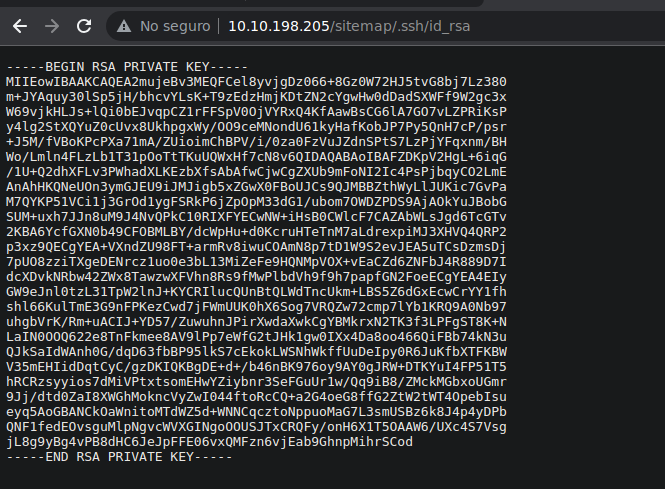 No seguro | 10.10.198.205/sitemap/.ssh/id_rsa
-----BEGIN RSA PRIVATE KEY-----
MIIEowIBAAKCAQEA2mujeBv3MEQFCel8yvjgDz066+8Gz0W72HJ5tvG8bj7Lz380
m+JYAquy30lSp5jH/bhcvYLsK+T9zEdzHmjKDtZN2cYgwHw0dDadSXWFf9W2gc3x
W69vjkHLJs+lQi0bEJvqpCZ1rFFSpV0OjVYRxQ4KfAawBsCG6lA7GO7vLZPRiKsP
y4lg2StXQYuZ0cUvx8UkhpgxWy/OO9ceMNondU61kyHafKobJP7Py5QnH7cP/psr
+J5M/fVBoKPcPXa71mA/ZUioimChBPV/i/0za0FzVuJZdnSPtS7LzPjYFqxnm/BH
Wo/Lmln4FLzLb1T31pOoTtTKuUQWxHf7cN8v6QIDAQABAoIBAFZDKpV2HgL+6iqG
/1U+Q2dhXFLv3PWhadXLKEzbXfsAbAfwCjwCgZXUb9mFoNI2Ic4PsPjbqyCO2LmE
AnAhHKQNeUOn3ymGJEU9iJMJigb5xZGwX0FBoUJCs9QJMBBZthWyLlJUKic7GvPa
M7QYKP51VCi1j3GrOd1ygFSRkP6jZpOpM33dG1/ubom7OWDZPDS9AjAOkYuJBobG
SUM+uxh7JJn8uM9J4NvQPkC10RIXFYECwNW+iHsB0CWlcF7CAZAbWLsJgd6TcGTv
2KBA6YcfGXN0b49CFOBMLBY/dcWpHu+d0KcruHTeTnM7aLdrexpiMJ3XHVQ4QRP2
p3xz9QECgYEA+VXndZU98FT+armRv8iwuCOAmN8p7tD1W9S2evJEA5uTCsDzmsDj
7pUO8zziTXgeDENrcz1uo0e3bL13MiZeFe9HQNMpVOX+vEaCZd6ZNFbJ4R889D7I
dcXDvkNRbw42ZWx8TawzwXFVhn8Rs9fMwPlbdVh9f9h7papfGN2FoeECgYEA4EIy
GW9eJnl0tzL31TpW2lnJ+KYCRIlucQUnBtQLWdTncUkm+LBS5Z6dGxEcwCrYY1fh
shl66KulTmE3G9nFPKezCwd7jFWmUUK0hX6Sog7VRQZw72cmp7lYb1KRQ9A0Nb97
uhgbVrK/Rm+uACIJ+YD57/ZuwuhnJPirXwdaXwkCgYBMkrxN2TK3f3LPFgST8K+N
LaIN0OOQ622e8TnFkmee8AV9lPp7eWfG2tJHk1gw0IXx4Da8oo466QiFBb74kN3u
QJkSaIdWAnh0G/dqD63fbBP95lkS7cEkokLWSNhWkffUuDeIpy0R6JuKfbXTFKBW
V35mEHIidDqtCyC/gzDKIQKBgDE+d+/b46nBK976oy9AY0gJRW+DTKYuI4FP51T5
hRCRzsyyios7dMiVPtxtsomEHwYZiybnr3SeFGuUr1w/Qq9iB8/ZMckMGbxoUGmr
9Jj/dtd0ZaI8XWGhMokncVyZwI044ftoRcCQ+a2G4oeG8ffG2ZtW2tWT4OpebIsu
eyq5AoGBANCkOaWnitoMTdWZ5d+WNNCqcztoNppuoMaG7L3smUSBz6k8J4p4yDPb
QNF1fedEOvsguMlpNgvcWVXGINgoOOUSJTxCRQFy/onH6X1T5OAAW6/UXc4S7Vsg
jL8g9yBg4vPB8dHC6JeJpFFE06vxQMFzn6vjEab9GhnpMihrSCod
-----END RSA PRIVATE KEY-----